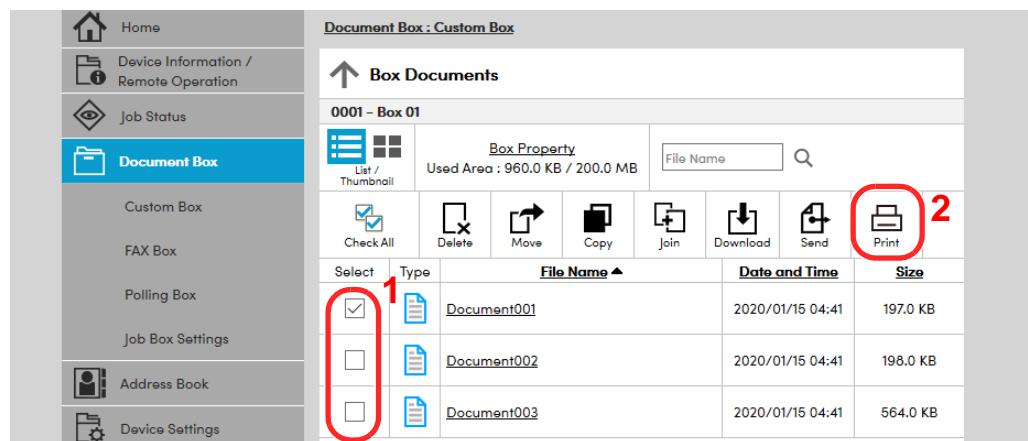 Home
Document Box : Custom Box
Device Information /
Remote Operation
Box Documents
Job Status
0001 - Box 01
Document Box
List /
Thumbnail
Box Property
Used Area : 960.0 KB / 200.0 MB
File Name
Custom Box
FAX Box
Polling Box
Job Box Settings
Address Book
Device Settings
Check All
Delete
Move
Copy
Join
Download
Send
Print
2
Select
Type
File Name
Date and Time
Size
1
Document001
2020/01/15 04:41
197.0 KB
Document002
2020/01/15 04:41
198.0 KB
Document003
2020/01/15 04:41
564.0 KB